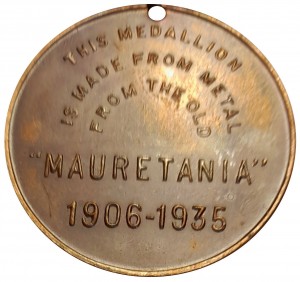 THIS MEDALLION
IS MADE FROM METAL
FROM THE OLD
"MAURETANIA"
1906-1935